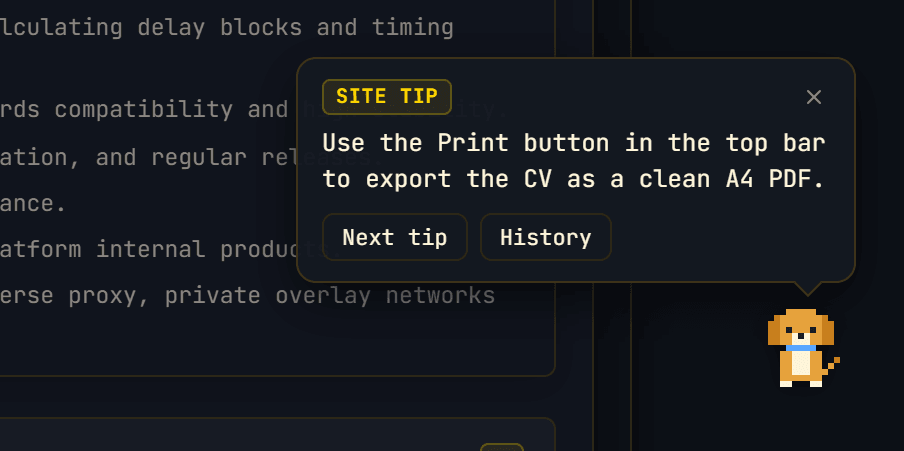 lculating delay blocks and timing
SITE TIP
rds compatibility and
Use the Print button in the top bar
ation, and regular releases.
to export the CV as a clean A4 PDF.
ance.
Next tip
History
atform internal products
erse proxy, private overlay networks